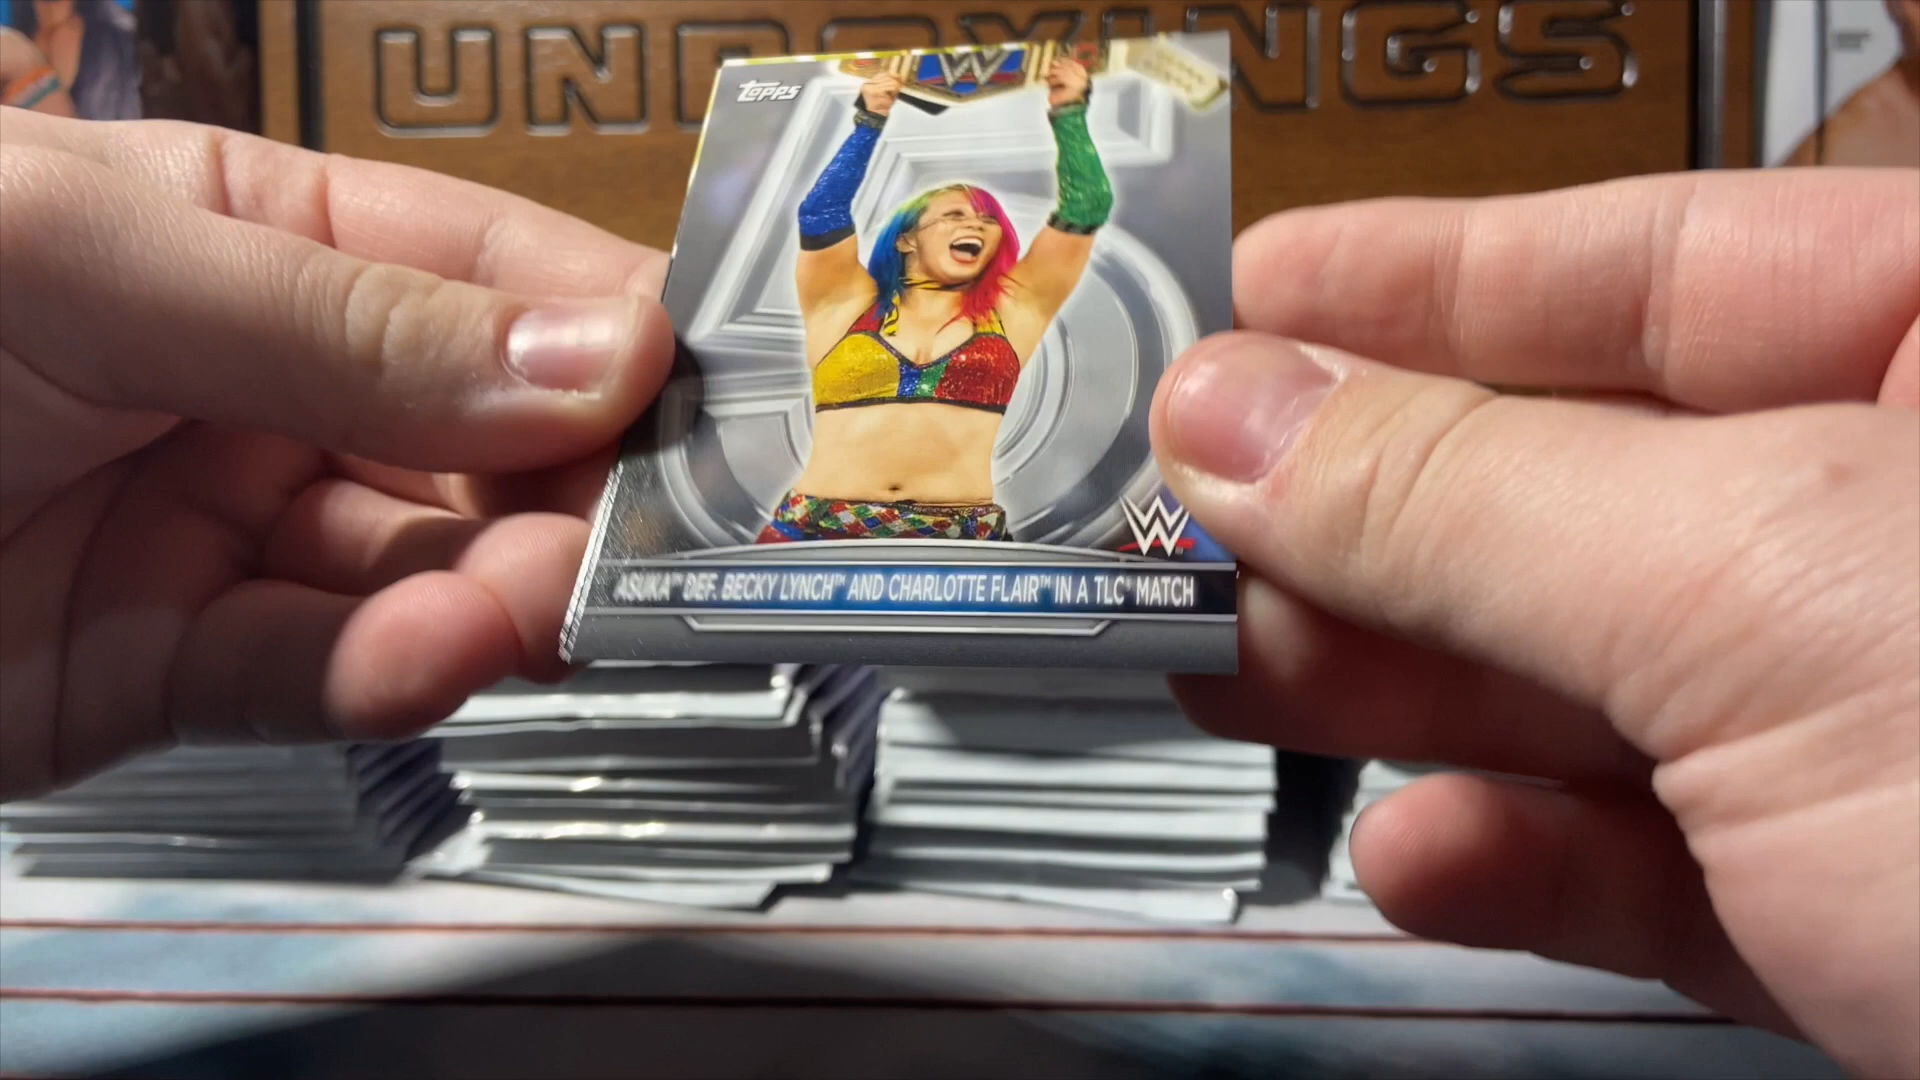 UNBOXINGS
Topps
W
W
ASUKA™ DEF. BECKY LYNCH™ AND CHARLOTTE FLAIR™ IN A TLC® MATCH